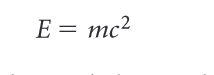 E = mc²